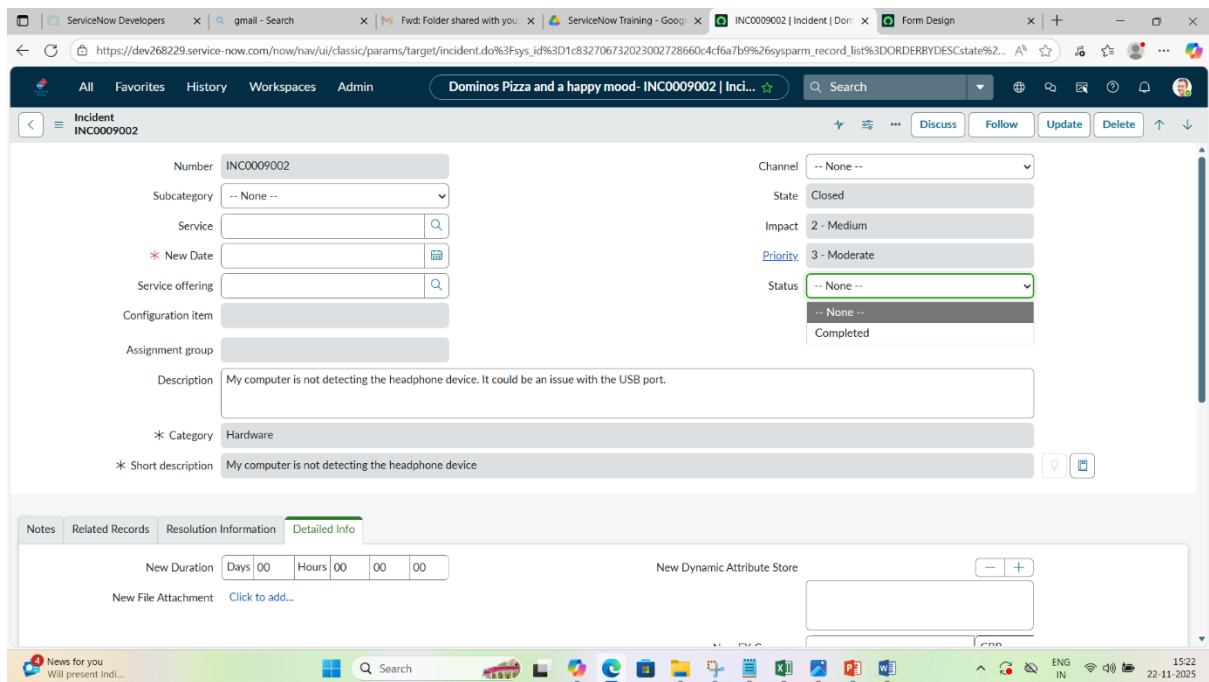 ServiceNow Developers
gmail - Search
Fwd: Folder shared with you:
ServiceNow Training - Googl
INC0009002 | Incident | Dom
Form Design
https://dev268229.service-now.com/now/nav/ui/classic/params/target/incident.do%3Fsys_id%3D1c832706732023002728660c4cf6a7b9%26sysparm_record_list%3DORDERBYDESCstate%2...
All Favorites History Workspaces Admin
Dominos Pizza and a happy mood- INC0009002 | Inci...
Search
Incident
INC0009002
Discuss Follow Update Delete
Number INC0009002
Channel -- None --
Subcategory -- None --
State Closed
Service
Impact 2 - Medium
New Date
Priority 3 - Moderate
Service offering
Status -- None --
-- None --
Configuration item
Completed
Assignment group
Description My computer is not detecting the headphone device. It could be an issue with the USB port.
Category Hardware
Short description My computer is not detecting the headphone device
Notes Related Records Resolution Information Detailed Info
New Duration Days 00 Hours 00 00 00
New Dynamic Attribute Store
New File Attachment Click to add...
4 News for you
Will present Indi...
Search
ENG
IN
15:22
22-11-2025